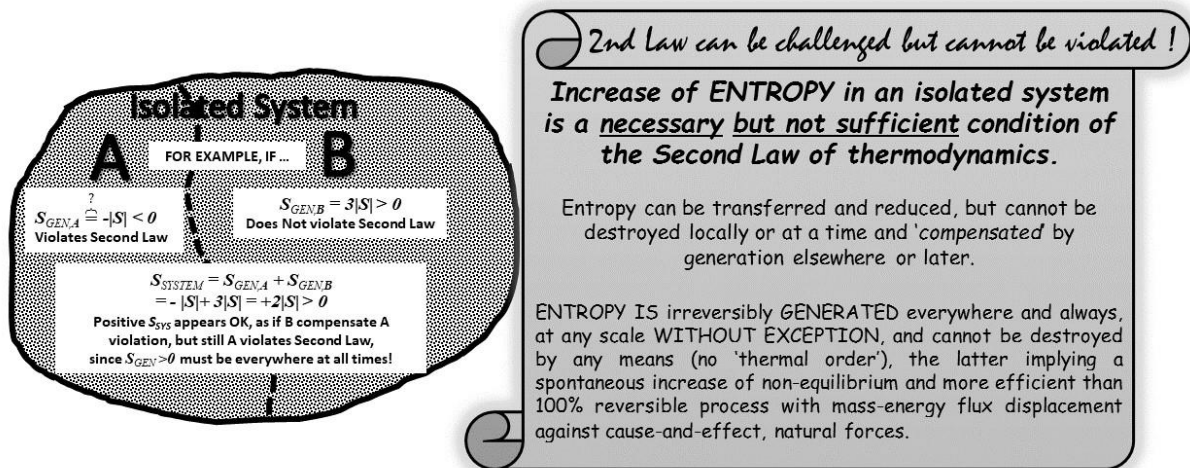 Isolated System
A
B
FOR EXAMPLE, IF ...
?
S_GEN,A ≙ -|S| < 0
Violates Second Law
S_GEN,B = 3|S| > 0
Does Not violate Second Law
S_SYSTEM = S_GEN,A + S_GEN,B
= - |S|+ 3|S| = +2|S| > 0
Positive S_SYS appears OK, as if B compensate A
violation, but still A violates Second Law,
since S_GEN >0 must be everywhere at all times!
2nd Law can be challenged but cannot be violated !
Increase of ENTROPY in an isolated system
is a necessary but not sufficient condition of
the Second Law of thermodynamics.
Entropy can be transferred and reduced, but cannot be
destroyed locally or at a time and 'compensated' by
generation elsewhere or later.
ENTROPY IS irreversibly GENERATED everywhere and always,
at any scale WITHOUT EXCEPTION, and cannot be destroyed
by any means (no 'thermal order'), the latter implying a
spontaneous increase of non-equilibrium and more efficient than
100% reversible process with mass-energy flux displacement
against cause-and-effect, natural forces.